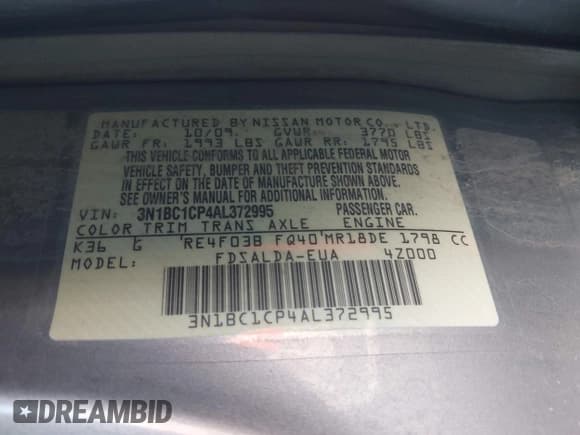 MANUFACTURED BY NISSAN MOTOR CO., LTD.
DATE: 10/09 GVWR 3770 LBS
GAWR FR: 1993 LBS GAWR RR: 1795 LBS
THIS VEHICLE CONFORMS TO ALL APPLICABLE FEDERAL MOTOR
VEHICLE SAFETY, BUMPER AND THEFT PREVENTION STANDARDS
IN EFFECT ON THE DATE OF MANUFACTURE SHOWN ABOVE.
SEE OWNER'S MANUAL FOR ADDITIONAL INFORMATION.
VIN: 3N1BC1CP4AL372995 PASSENGER CAR.
COLOR TRIM TRANS AXLE ENGINE
K36 G RE4F03B FQ40 MR18DE 1798 CC
MODEL: FDSALDA-EUA 4Z000
3N1BC1CP4AL372995
DREAMBID
DREAMBID